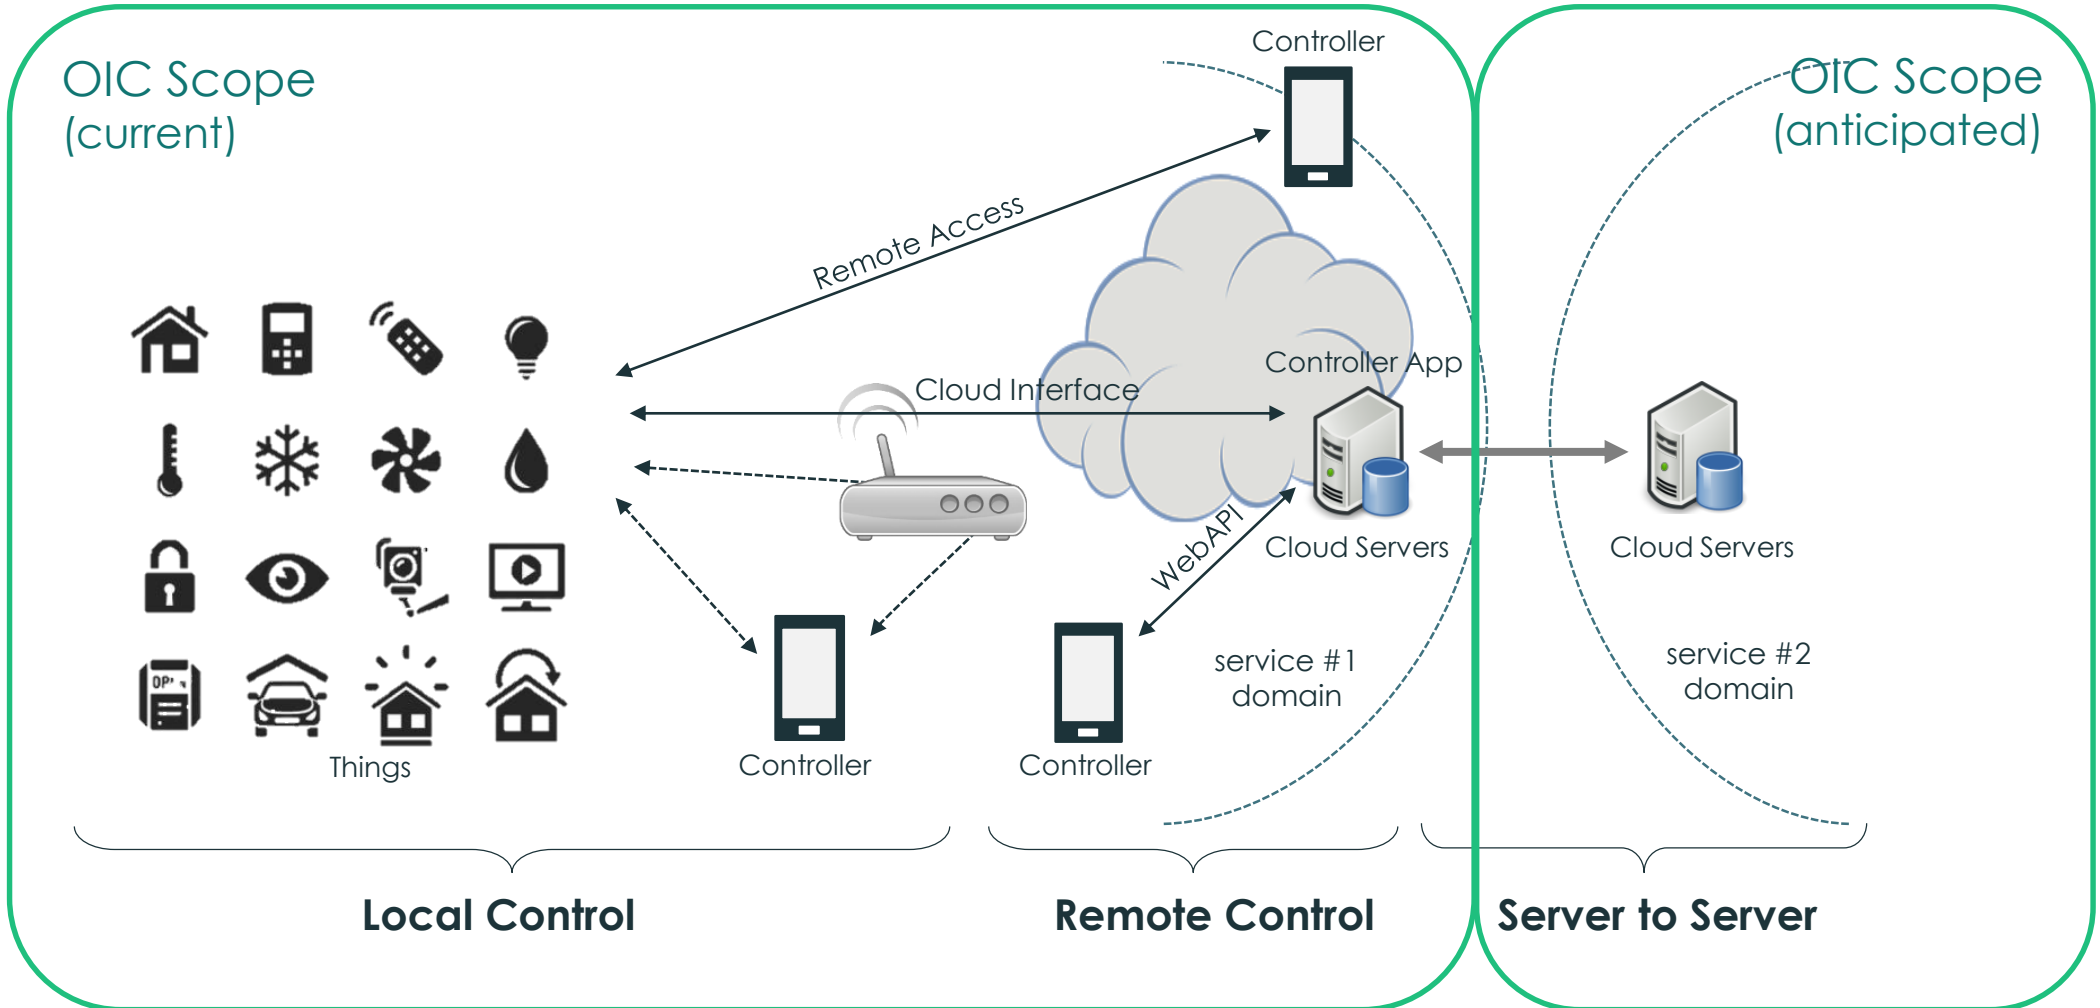 OIC Scope
(current)
Controller
OIC Scope
(anticipated)
Remote Access
Controller App
Cloud Interface
WebAPI
Cloud Servers
Cloud Servers
service #1
domain
service #2
domain
Things
Controller
Controller
Local Control
Remote Control
Server to Server